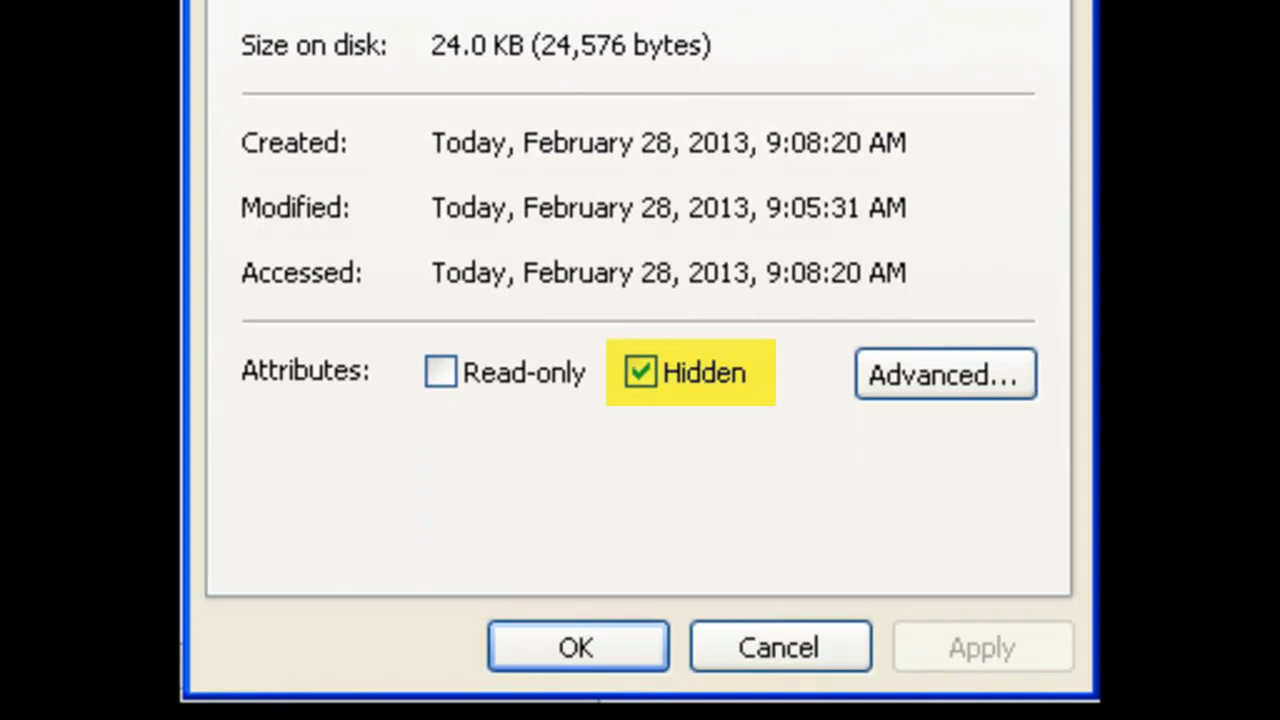 Size on disk: 24.0 KB (24,576 bytes)
Created: Today, February 28, 2013, 9:08:20 AM
Modified: Today, February 28, 2013, 9:05:31 AM
Accessed: Today, February 28, 2013, 9:08:20 AM
Attributes: Read-only Hidden Advanced...
OK Cancel Apply